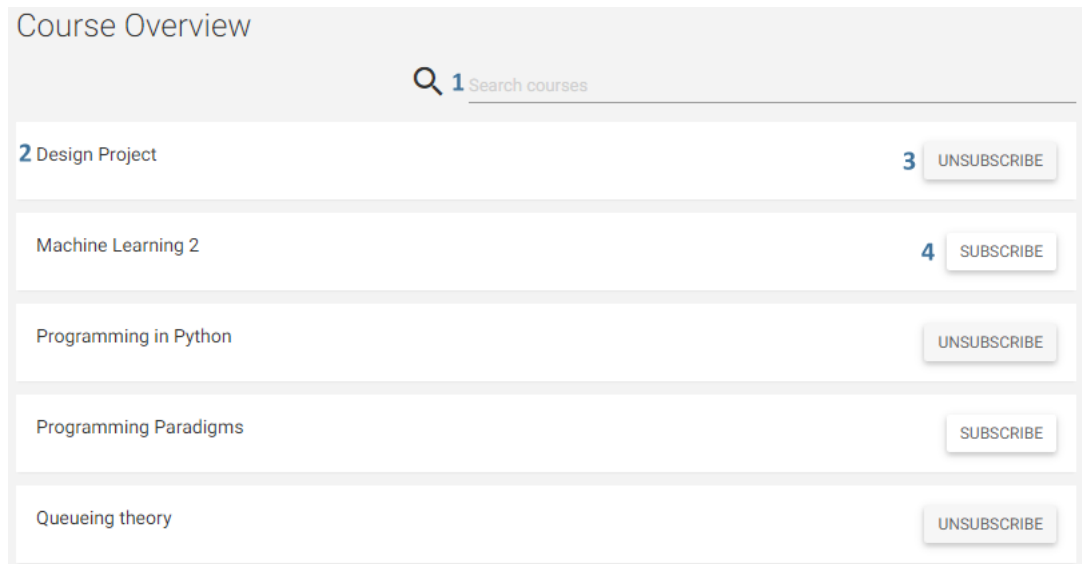 Course Overview
1 Search courses
2 Design Project 3 UNSUBSCRIBE
Machine Learning 2 4 SUBSCRIBE
Programming in Python UNSUBSCRIBE
Programming Paradigms SUBSCRIBE
Queueing theory UNSUBSCRIBE